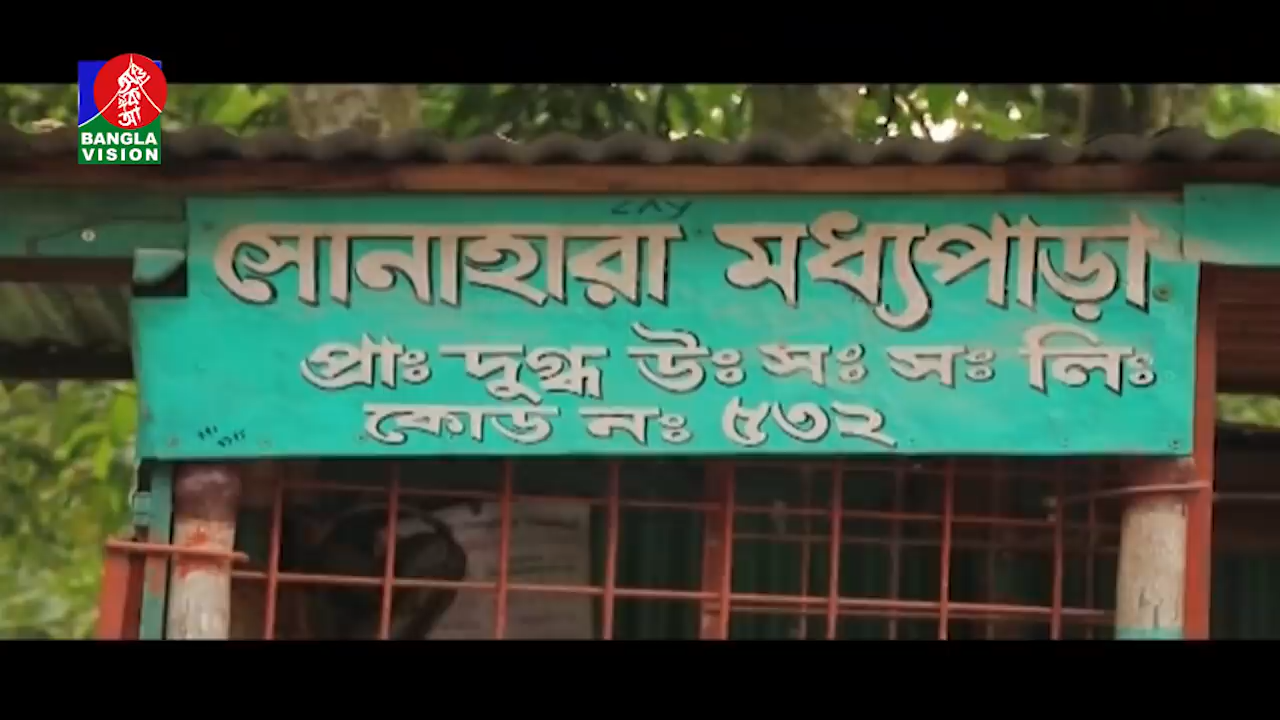 BANGLA
VISION
সোনাহারা মধ্যপাড়া
প্রাঃ দুগ্ধ উঃ সঃ সঃ লিঃ
কোড নং ৫৩২